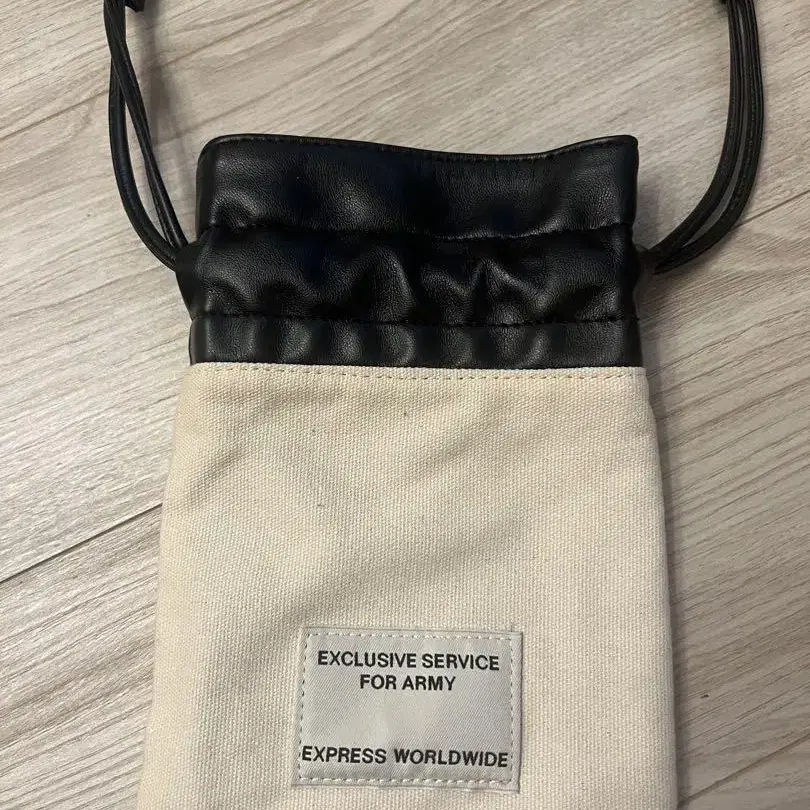 EXCLUSIVE SERVICE
FOR ARMY
EXPRESS WORLDWIDE